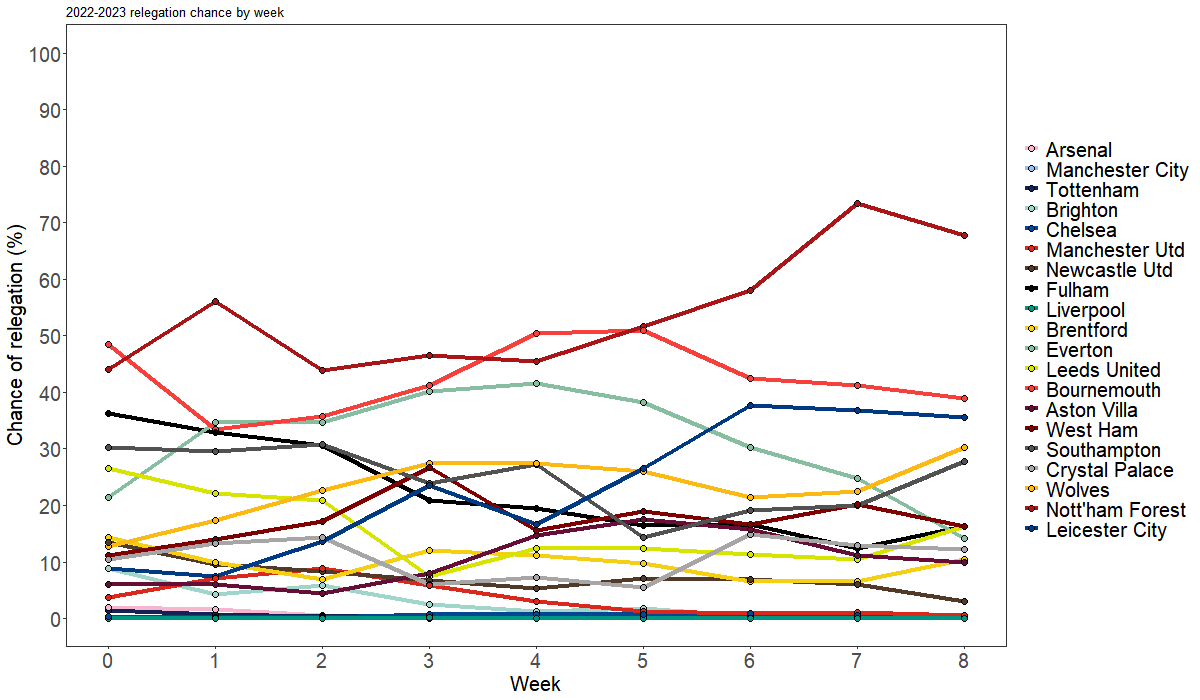 2022-2023 relegation chance by week
100
90
80
70
60
50
40
30
20
10
0
Chance of relegation (%)
0 1 2 3 4 5 6 7 8
Week
Arsenal
Manchester City
Tottenham
Brighton
Chelsea
Manchester Utd
Newcastle Utd
Fulham
Liverpool
Brentford
Everton
Leeds United
Bournemouth
Aston Villa
West Ham
Southampton
Crystal Palace
Wolves
Nott'ham Forest
Leicester City